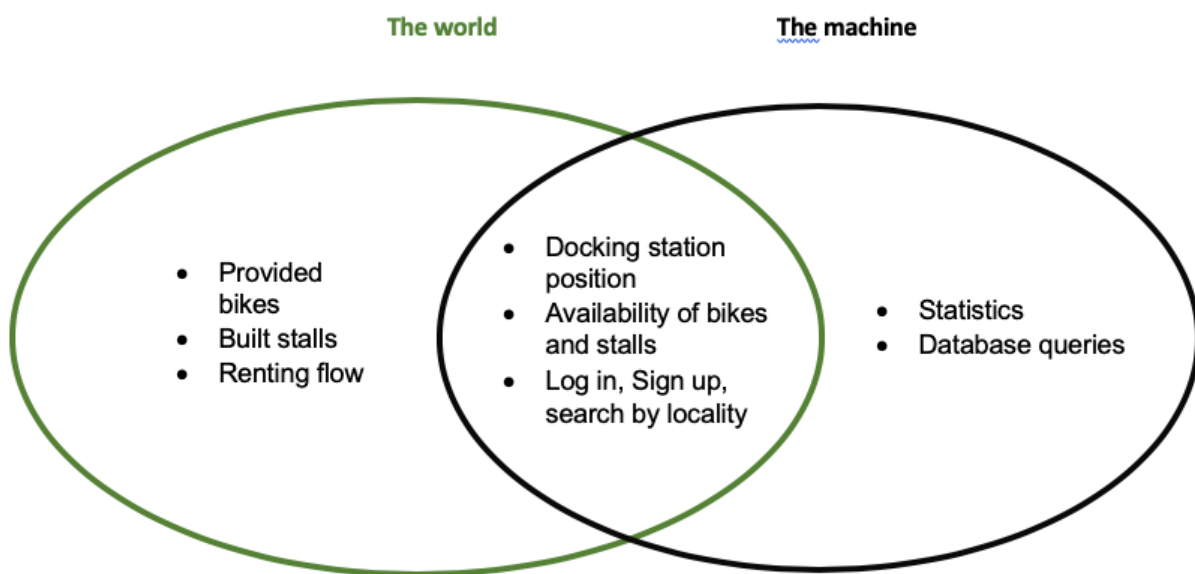 The world
The machine
Provided
bikes
Built stalls
Renting flow
Docking station
position
Availability of bikes
and stalls
Log in, Sign up,
search by locality
Statistics
Database queries